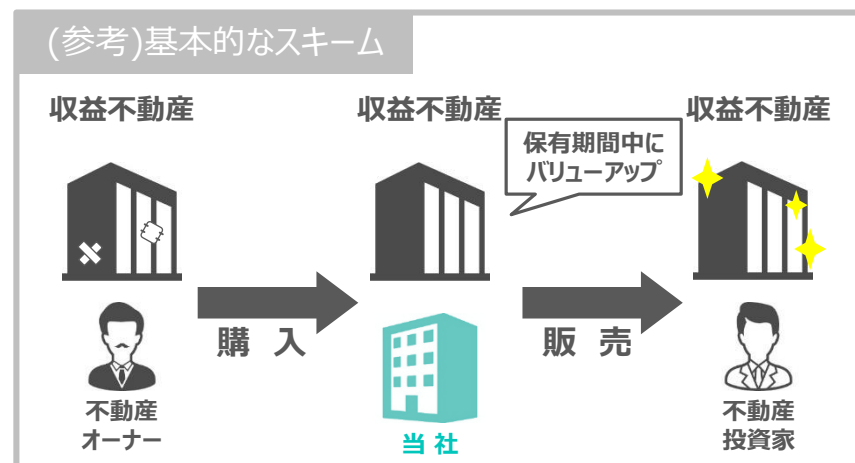 (参考)基本的なスキーム
収益不動産
収益不動産
収益不動産
保有期間中に
バリューアップ
購 入
販 売
不動産
オーナー
当 社
不動産
投資家